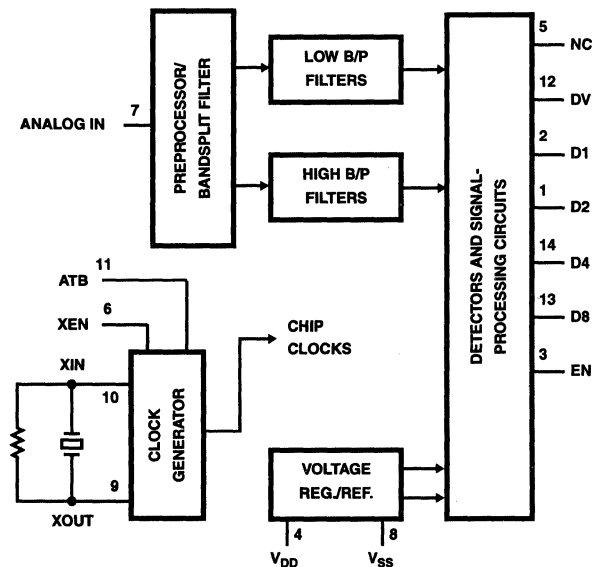 ANALOG IN
7
PREPROCESSOR/
BANDSPLIT FILTER
LOW B/P
FILTERS
HIGH B/P
FILTERS
DETECTORS AND SIGNAL-
PROCESSING CIRCUITS
5
NC
12
DV
2
D1
1
D2
14
D4
13
D8
3
EN
ATB
11
XEN
6
XIN
10
CLOCK
GENERATOR
9
XOUT
CHIP
CLOCKS
VOLTAGE
REG./REF.
4
8
VDD
VSS